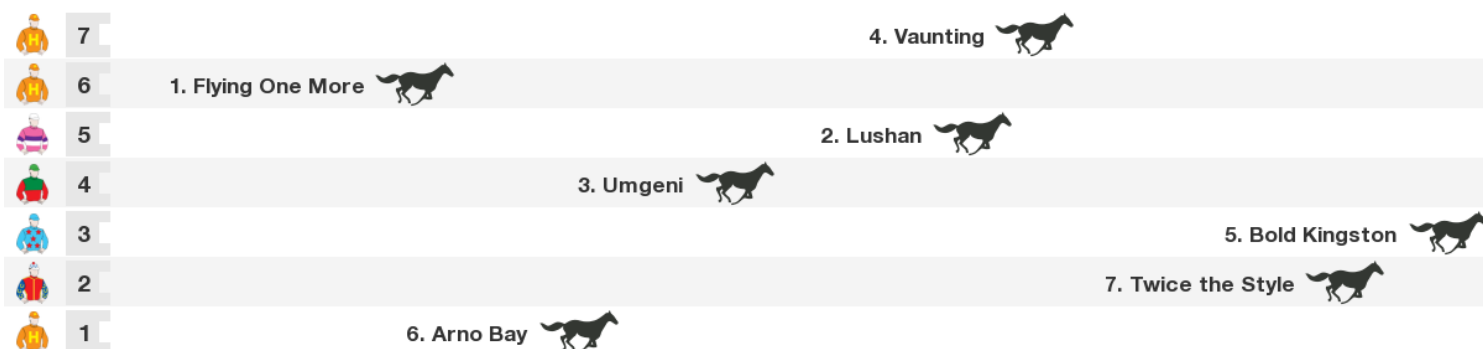 H 7 4. Vaunting
H 6 1. Flying One More
5 2. Lushan
4 3. Umgeni
3 5. Bold Kingston
2 7. Twice the Style
H 1 6. Arno Bay